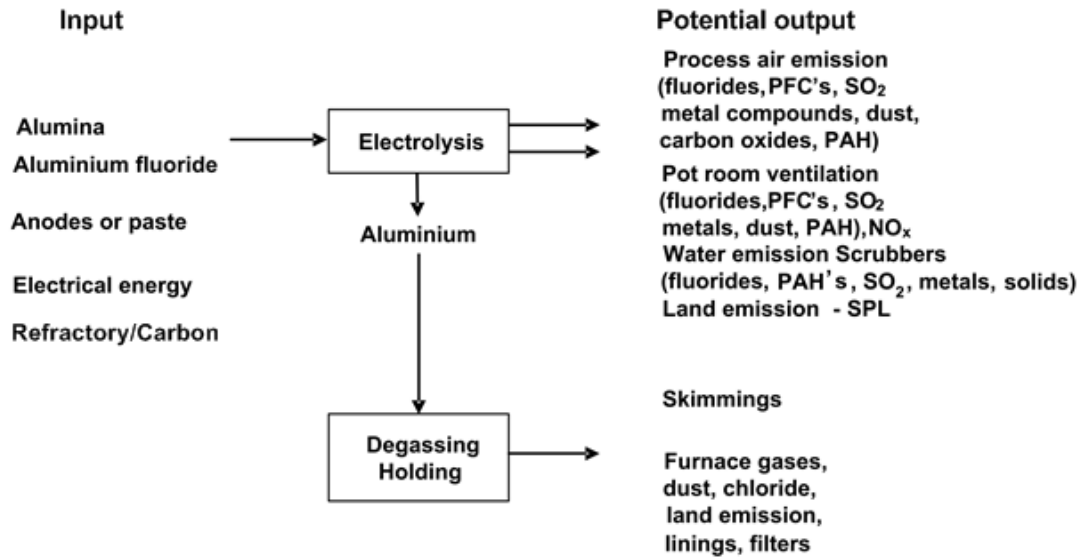 Input
Potential output
Alumina
Aluminium fluoride
Anodes or paste
Electrical energy
Refractory/Carbon
Electrolysis
Aluminium
Degassing
Holding
Process air emission
(fluorides,PFC's, SO₂
metal compounds, dust,
carbon oxides, PAH)
Pot room ventilation
(fluorides,PFC's, SO₂
metals, dust, PAH),NOₓ
Water emission Scrubbers
(fluorides, PAH's, SO₂, metals, solids)
Land emission - SPL
Skimmings
Furnace gases,
dust, chloride,
land emission,
linings, filters